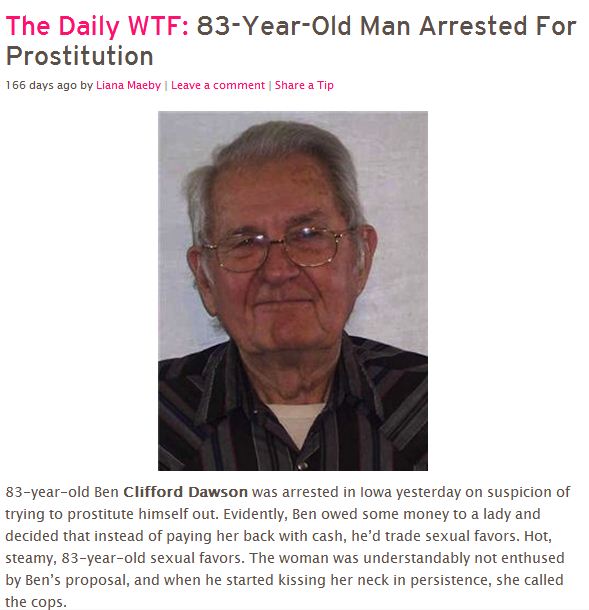 The Daily WTF: 83-Year-Old Man Arrested For
Prostitution
166 days ago by Liana Maeby | Leave a comment | Share a Tip
83-year-old Ben Clifford Dawson was arrested in Iowa yesterday on suspicion of
trying to prostitute himself out. Evidently, Ben owed some money to a lady and
decided that instead of paying her back with cash, he'd trade sexual favors. Hot,
steamy, 83-year-old sexual favors. The woman was understandably not enthused
by Ben's proposal, and when he started kissing her neck in persistence, she called
the cops.